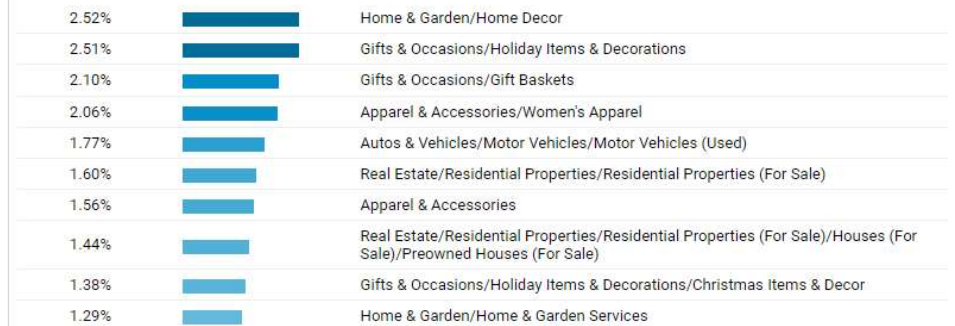 2.52% Home & Garden/Home Decor
2.51% Gifts & Occasions/Holiday Items & Decorations
2.10% Gifts & Occasions/Gift Baskets
2.06% Apparel & Accessories/Women's Apparel
1.77% Autos & Vehicles/Motor Vehicles/Motor Vehicles (Used)
1.60% Real Estate/Residential Properties/Residential Properties (For Sale)
1.56% Apparel & Accessories
1.44% Real Estate/Residential Properties/Residential Properties (For Sale)/Houses (For
Sale)/Preowned Houses (For Sale)
1.38% Gifts & Occasions/Holiday Items & Decorations/Christmas Items & Decor
1.29% Home & Garden/Home & Garden Services